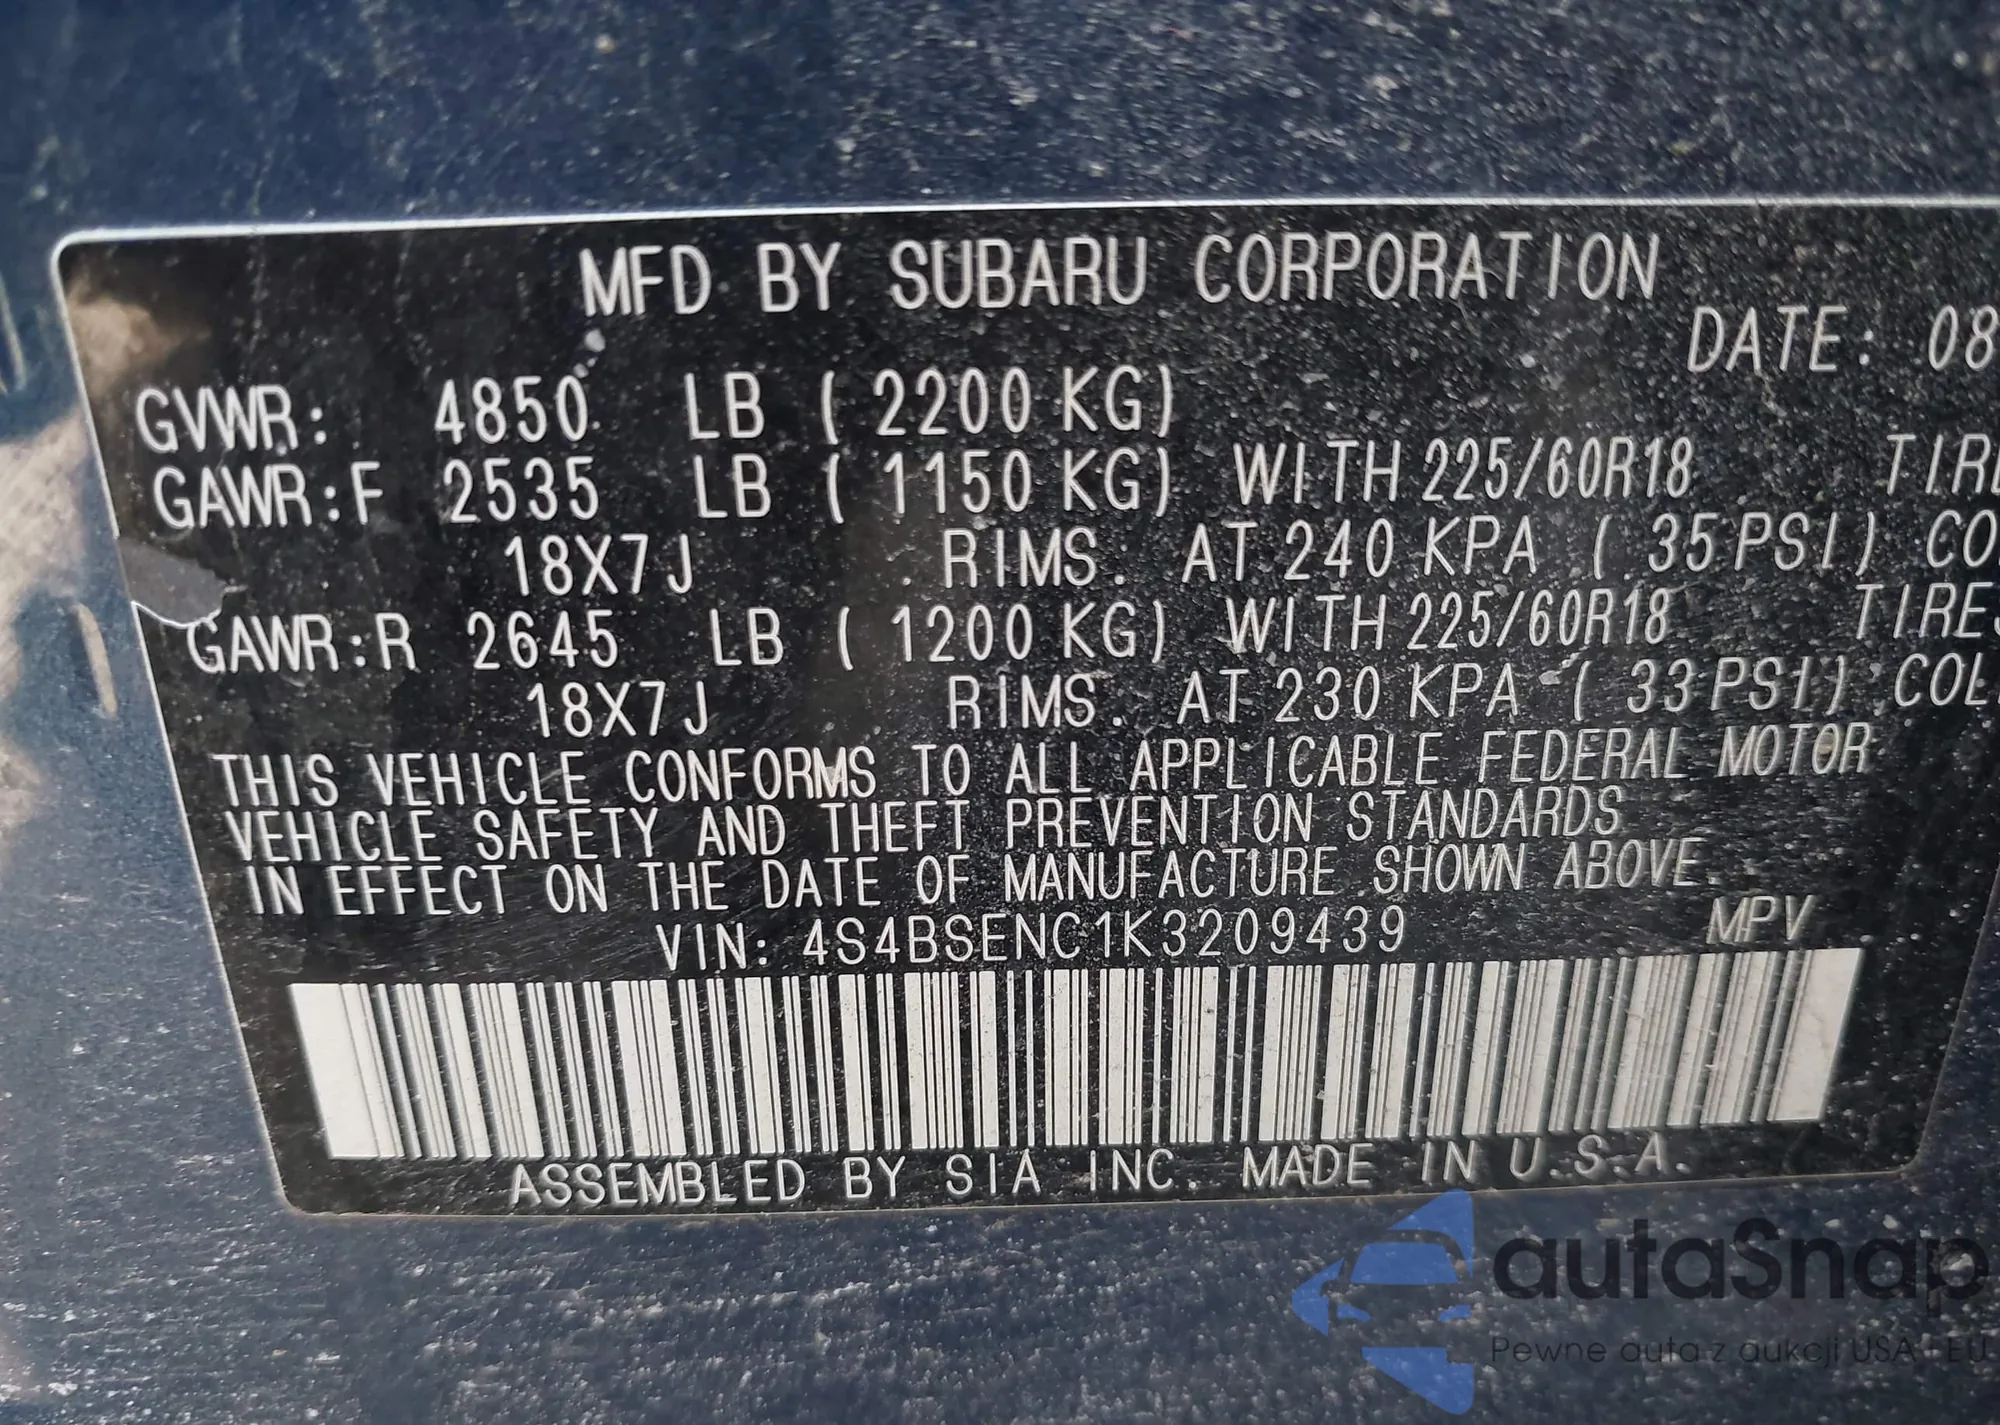 MFD BY SUBARU CORPORATION
DATE: 08
GVWR: 4850 LB ( 2200 KG)
GAWR:F 2535 LB ( 1150 KG) WITH 225/60R18 TIRE
18X7J RIMS. AT 240 KPA ( 35 PSI) CO
GAWR:R 2645 LB ( 1200 KG) WITH 225/60R18 TIRES
18X7J RIMS. AT 230 KPA ( 33 PSI) COL
THIS VEHICLE CONFORMS TO ALL APPLICABLE FEDERAL MOTOR
VEHICLE SAFETY AND THEFT PREVENTION STANDARDS
IN EFFECT ON THE DATE OF MANUFACTURE SHOWN ABOVE.
VIN: 4S4BSENC1K3209439 MPV
ASSEMBLED BY SIA INC. MADE IN U.S.A.
autaSnap
Pewne auta z aukcji USA i EU